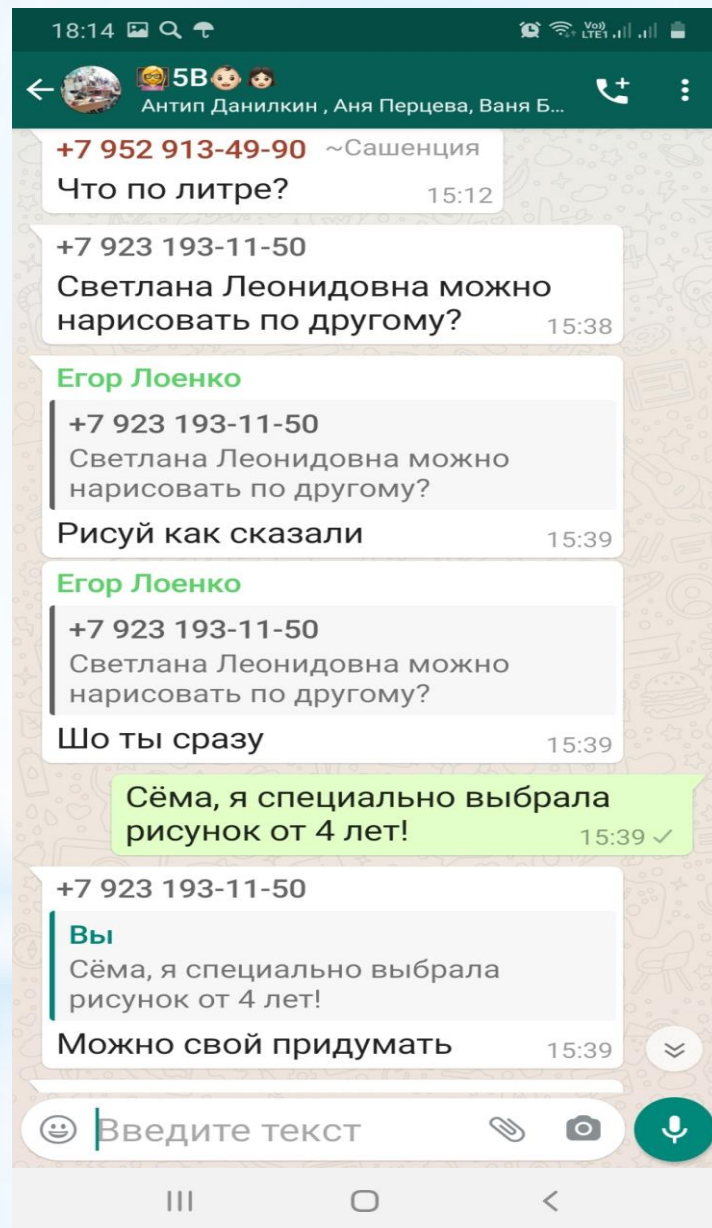 18:14
Vo))
LTE1
5В
Антип Данилкин , Аня Перцева, Ваня Б...
+7 952 913-49-90 ~Сашенция
Что по литре? 15:12
+7 923 193-11-50
Светлана Леонидовна можно
нарисовать по другому? 15:38
Егор Лоенко
+7 923 193-11-50
Светлана Леонидовна можно
нарисовать по другому?
Рисуй как сказали 15:39
Егор Лоенко
+7 923 193-11-50
Светлана Леонидовна можно
нарисовать по другому?
Шо ты сразу 15:39
Сёма, я специально выбрала
рисунок от 4 лет! 15:39
+7 923 193-11-50
Вы
Сёма, я специально выбрала
рисунок от 4 лет!
Можно свой придумать 15:39
Введите текст